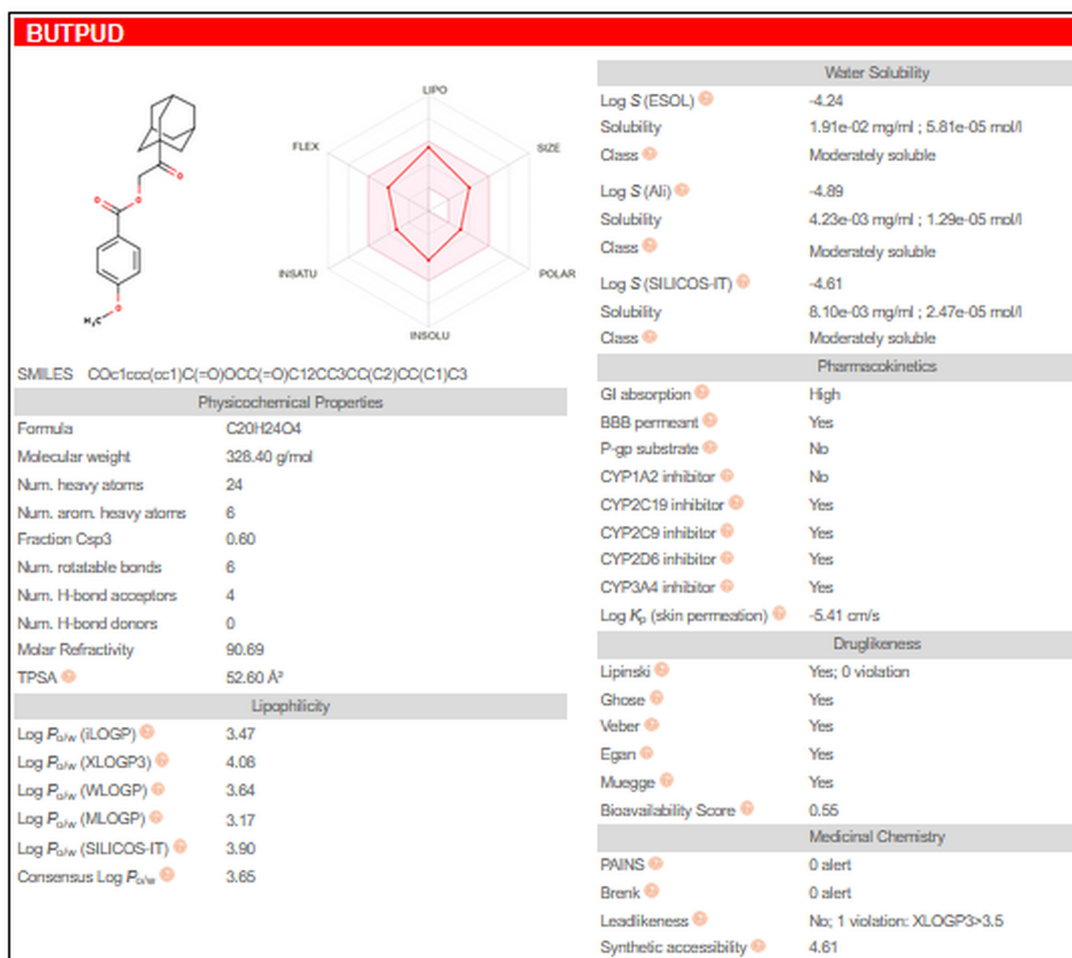 BUTPUD
LIPO
FLEX
SIZE
INSATU
POLAR
INSOLU
O
O
O
O
H₃C
SMILES COc1ccc(cc1)C(=O)OCC(=O)C12CC3CC(C2)CC(C1)C3
Physicochemical Properties
Formula C20H24O4
Molecular weight 328.40 g/mol
Num. heavy atoms 24
Num. arom. heavy atoms 6
Fraction Csp3 0.60
Num. rotatable bonds 6
Num. H-bond acceptors 4
Num. H-bond donors 0
Molar Refractivity 90.69
TPSA ? 52.60 Å²
Lipophilicity
Log Po/w (iLOGP) ? 3.47
Log Po/w (XLOGP3) ? 4.08
Log Po/w (WLOGP) ? 3.64
Log Po/w (MLOGP) ? 3.17
Log Po/w (SILICOS-IT) ? 3.90
Consensus Log Po/w ? 3.65
Water Solubility
Log S (ESOL) ? -4.24
Solubility 1.91e-02 mg/ml ; 5.81e-05 mol/l
Class ? Moderately soluble
Log S (Ali) ? -4.89
Solubility 4.23e-03 mg/ml ; 1.29e-05 mol/l
Class ? Moderately soluble
Log S (SILICOS-IT) ? -4.61
Solubility 8.10e-03 mg/ml ; 2.47e-05 mol/l
Class ? Moderately soluble
Pharmacokinetics
GI absorption ? High
BBB permeant ? Yes
P-gp substrate ? No
CYP1A2 inhibitor ? No
CYP2C19 inhibitor ? Yes
CYP2C9 inhibitor ? Yes
CYP2D6 inhibitor ? Yes
CYP3A4 inhibitor ? Yes
Log Kp (skin permeation) ? -5.41 cm/s
Druglikeness
Lipinski ? Yes; 0 violation
Ghose ? Yes
Veber ? Yes
Egan ? Yes
Muegge ? Yes
Bioavailability Score ? 0.55
Medicinal Chemistry
PAINS ? 0 alert
Brenk ? 0 alert
Leadlikeness ? No; 1 violation: XLOGP3>3.5
Synthetic accessibility ? 4.61